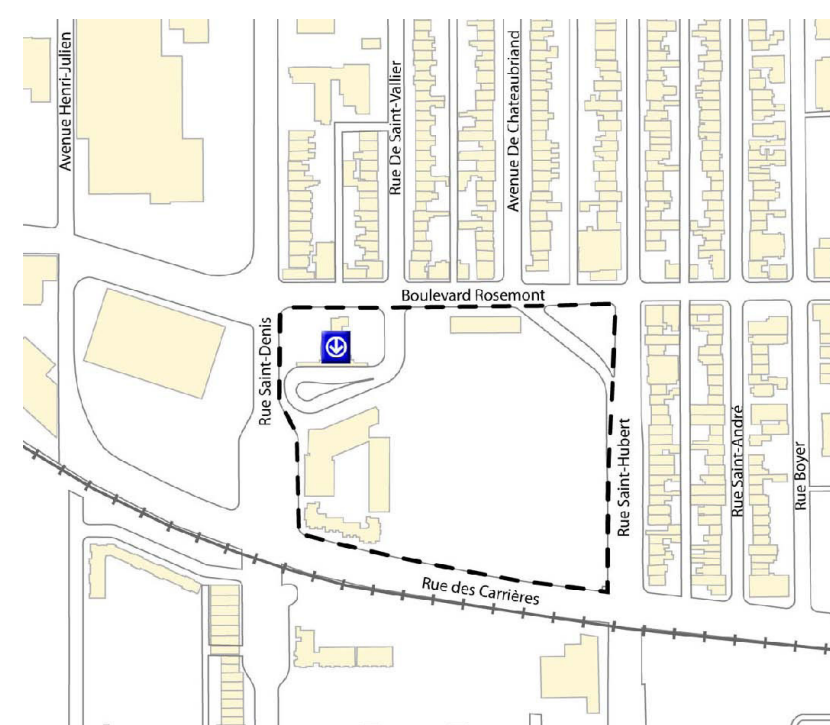 Avenue Henri-Julien
Rue De Saint-Vallier
Avenue De Chateaubriand
Boulevard Rosemont
Rue Saint-Denis
Rue Saint-Hubert
Rue Saint-André
Rue Boyer
Rue des Carrières